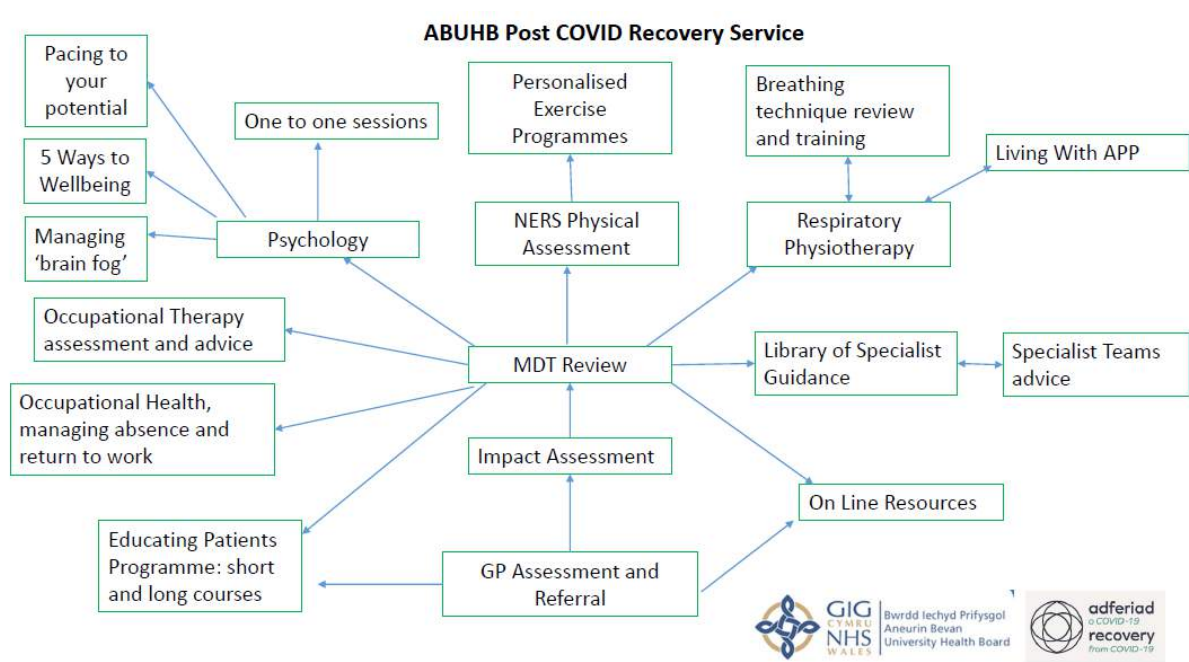 ABUHB Post COVID Recovery Service
Pacing to
your
potential
One to one sessions
Personalised
Exercise
Programmes
Breathing
technique review
and training
Living With APP
5 Ways to
Wellbeing
Managing
‘brain fog’
Psychology
NERS Physical
Assessment
Respiratory
Physiotherapy
Occupational Therapy
assessment and advice
MDT Review
Library of Specialist
Guidance
Specialist Teams
advice
Occupational Health,
managing absence and
return to work
Impact Assessment
On Line Resources
Educating Patients
Programme: short
and long courses
GP Assessment and
Referral
GIG
CYMRU
NHS
WALES
Bwrdd Iechyd Prifysgol
Aneurin Bevan
University Health Board
adferiad
o COVID-19
recovery
from COVID-19